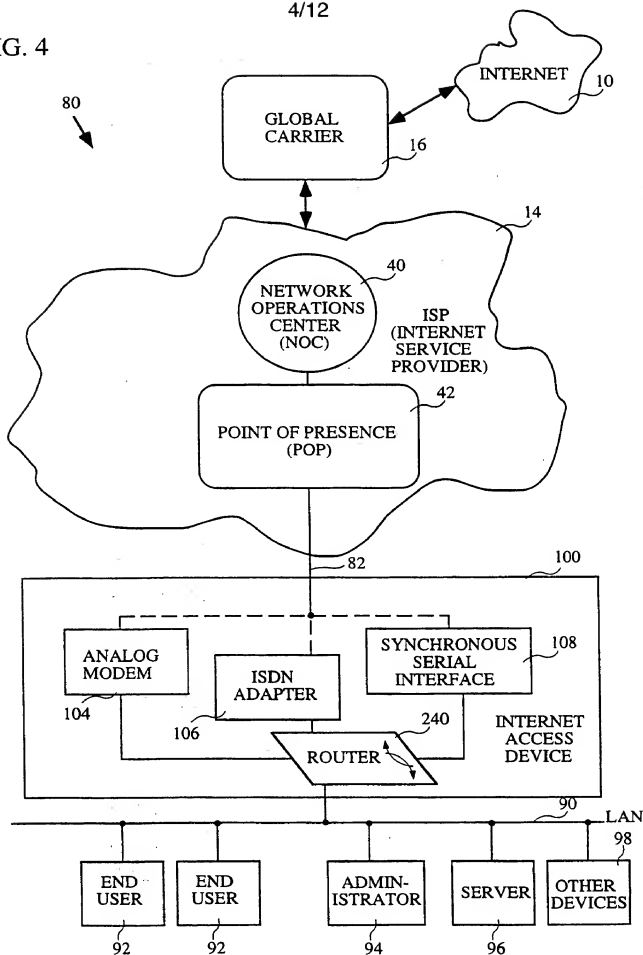 4/12
IG. 4
80
INTERNET
10
GLOBAL
CARRIER
16
14
40
NETWORK
OPERATIONS
CENTER
(NOC)
ISP
(INTERNET
SERVICE
PROVIDER)
42
POINT OF PRESENCE
(POP)
82
100
ANALOG
MODEM
104
ISDN
ADAPTER
106
SYNCHRONOUS
SERIAL
INTERFACE
108
240
ROUTER
INTERNET
ACCESS
DEVICE
90
LAN
98
END
USER
92
END
USER
92
ADMIN-
ISTRATOR
94
SERVER
96
OTHER
DEVICES